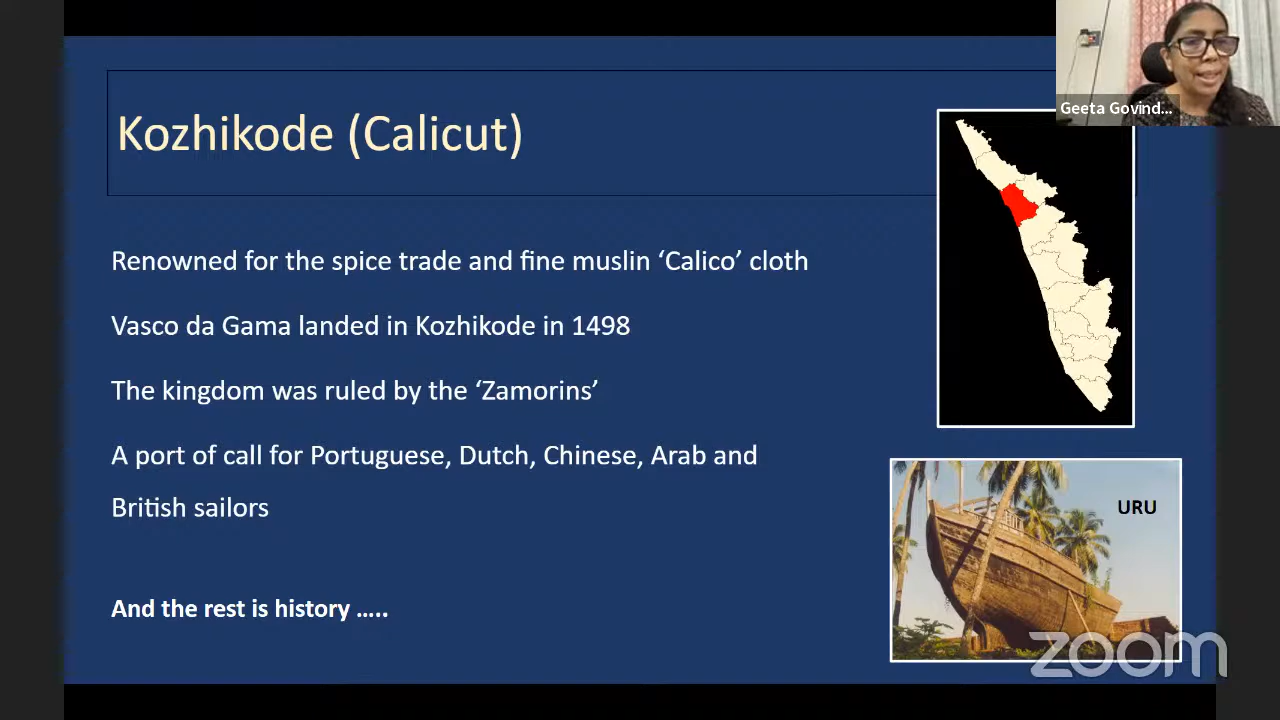 Kozhikode (Calicut)
Renowned for the spice trade and fine muslin ‘Calico’ cloth
Vasco da Gama landed in Kozhikode in 1498
The kingdom was ruled by the ‘Zamorins’
A port of call for Portuguese, Dutch, Chinese, Arab and
British sailors
And the rest is history …..
Geeta Govind...
URU
zoom